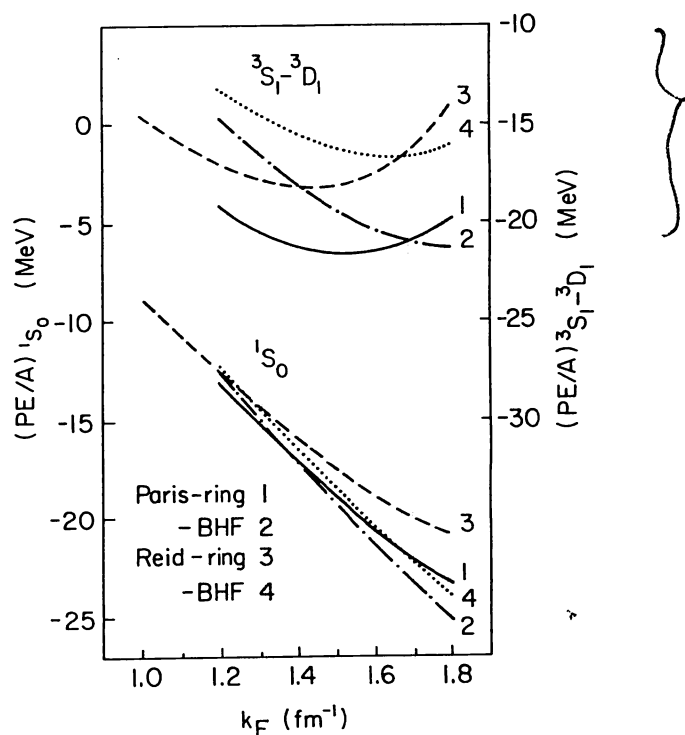 -10
³S₁-³D₁
0
3
4
-15
1
2
-5
-20
(MeV)
(PE/A) ¹S₀ (MeV)
(PE/A) ³S₁-³D₁
-10
-25
¹S₀
-15
-30
Paris-ring 1
-BHF 2
Reid-ring 3
-BHF 4
-20
3
1
4
2
-25
1.0 1.2 1.4 1.6 1.8
k_F (fm⁻¹)